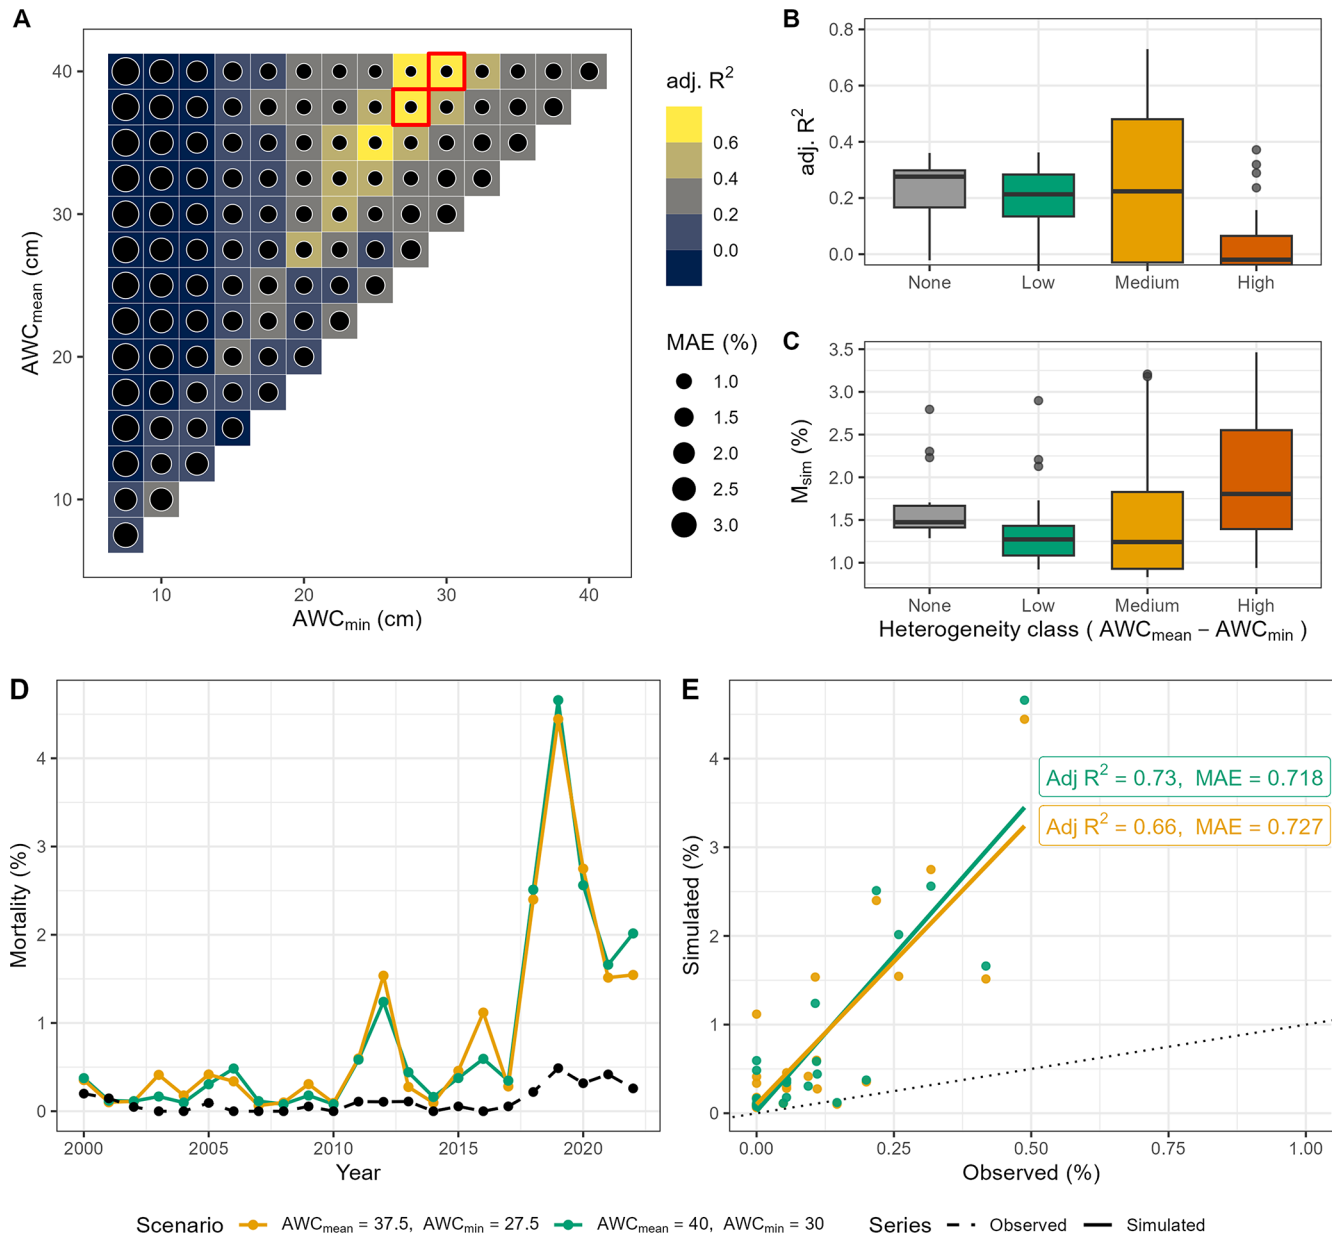 A
40
30
20
10
AWCmean (cm)
10 20 30 40
AWCmin (cm)
adj. R2
0.6
0.4
0.2
0.0
MAE (%)
1.0
1.5
2.0
2.5
3.0
B
0.8
0.6
0.4
0.2
0.0
adj. R2
None Low Medium High
C
3.5
3.0
2.5
2.0
1.5
1.0
Msim (%)
None Low Medium High
Heterogeneity class ( AWCmean − AWCmin )
D
4
3
2
1
0
Mortality (%)
2000 2005 2010 2015 2020
Year
E
4
3
2
1
0
Simulated (%)
Adj R2 = 0.73, MAE = 0.718
Adj R2 = 0.66, MAE = 0.727
0.00 0.25 0.50 0.75 1.00
Observed (%)
Scenario AWCmean = 37.5, AWCmin = 27.5 AWCmean = 40, AWCmin = 30 Series Observed Simulated